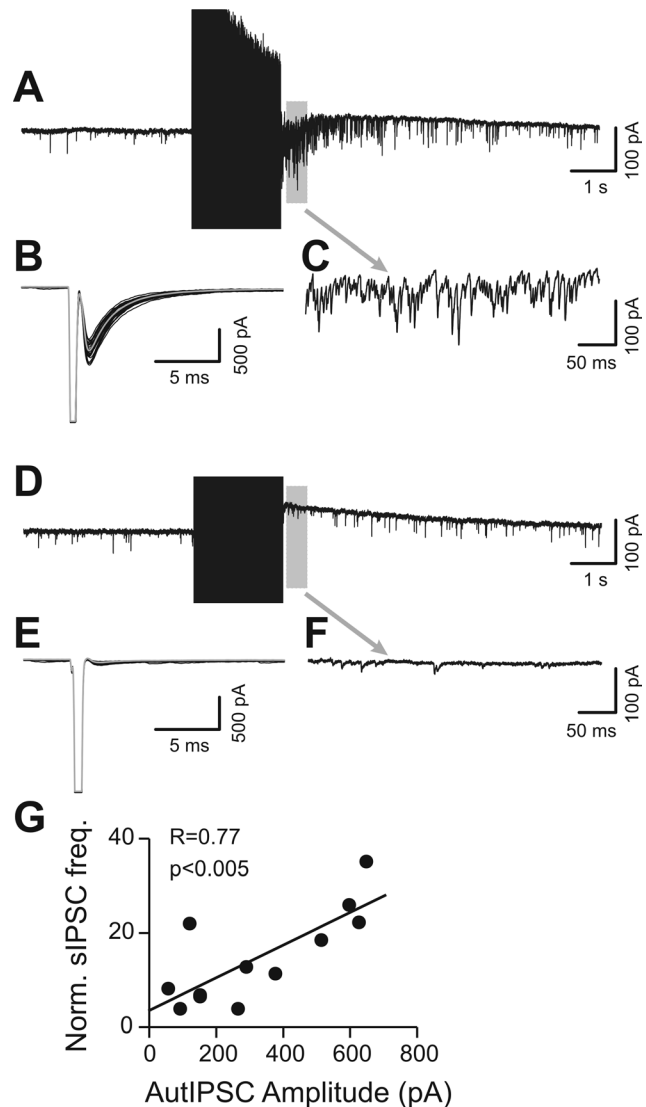 A
100 pA
1 s
B
500 pA
5 ms
C
100 pA
50 ms
D
100 pA
1 s
E
500 pA
5 ms
F
100 pA
50 ms
G
R=0.77
p<0.005
Norm. sIPSC freq.
40
20
0
0 200 400 600 800
AutIPSC Amplitude (pA)